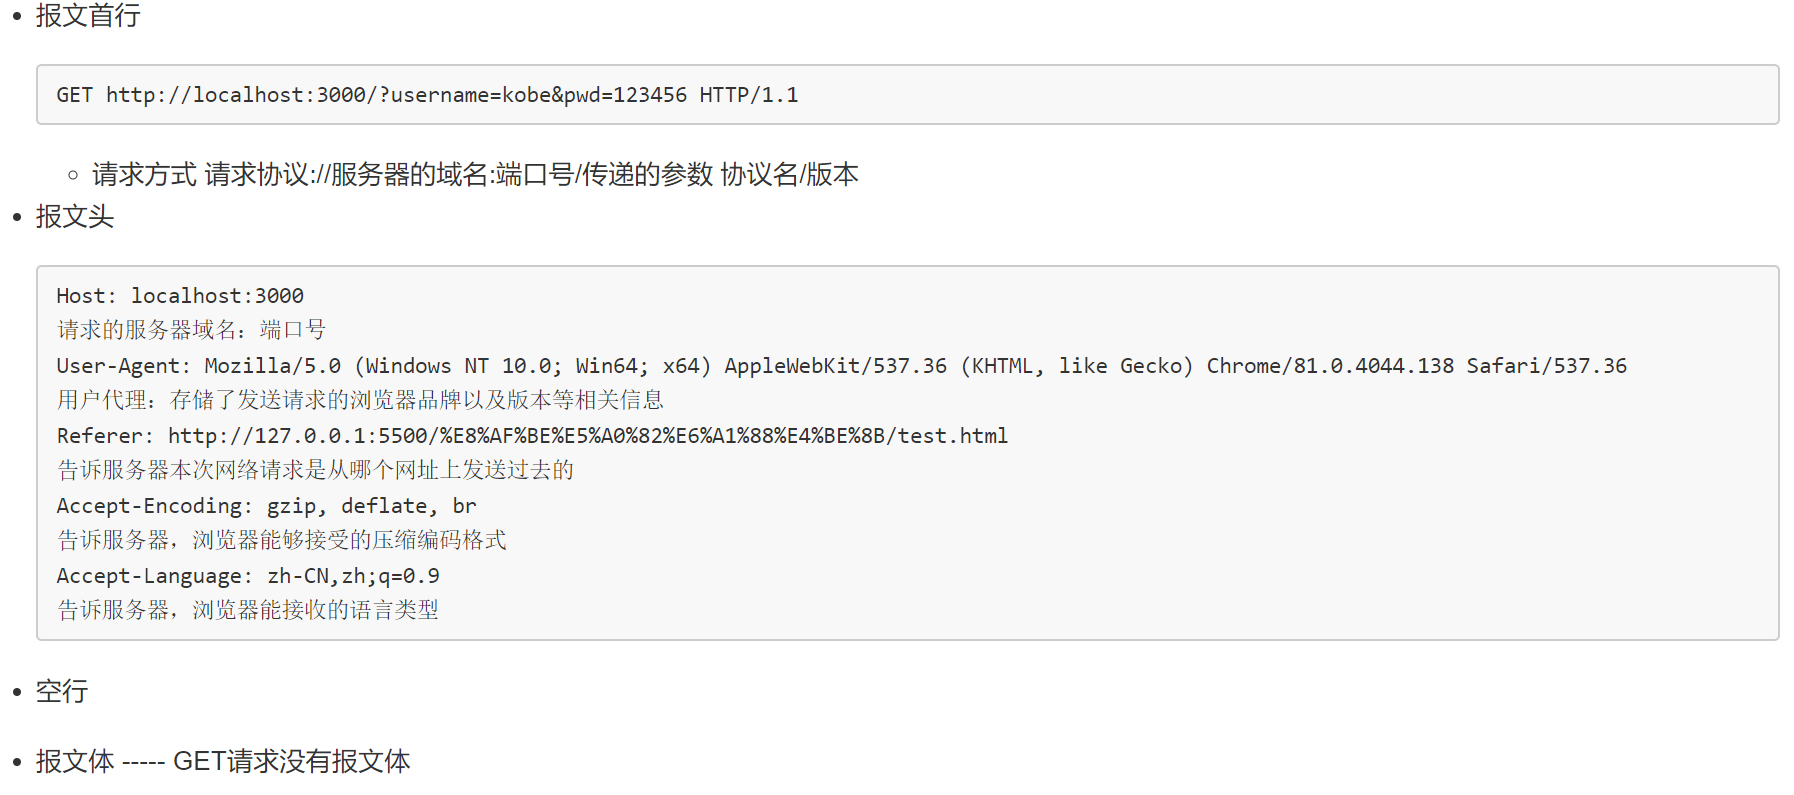 报文首行
GET http://localhost:3000/?username=kobe&pwd=123456 HTTP/1.1
请求方式 请求协议://服务器的域名:端口号/传递的参数 协议名/版本
报文头
Host: localhost:3000
请求的服务器域名：端口号
User-Agent: Mozilla/5.0 (Windows NT 10.0; Win64; x64) AppleWebKit/537.36 (KHTML, like Gecko) Chrome/81.0.4044.138 Safari/537.36
用户代理：存储了发送请求的浏览器品牌以及版本等相关信息
Referer: http://127.0.0.1:5500/%E8%AF%BE%E5%A0%82%E6%A1%88%E4%BE%8B/test.html
告诉服务器本次网络请求是从哪个网址上发送过去的
Accept-Encoding: gzip, deflate, br
告诉服务器，浏览器能够接受的压缩编码格式
Accept-Language: zh-CN,zh;q=0.9
告诉服务器，浏览器能接收的语言类型
空行
报文体 ----- GET请求没有报文体